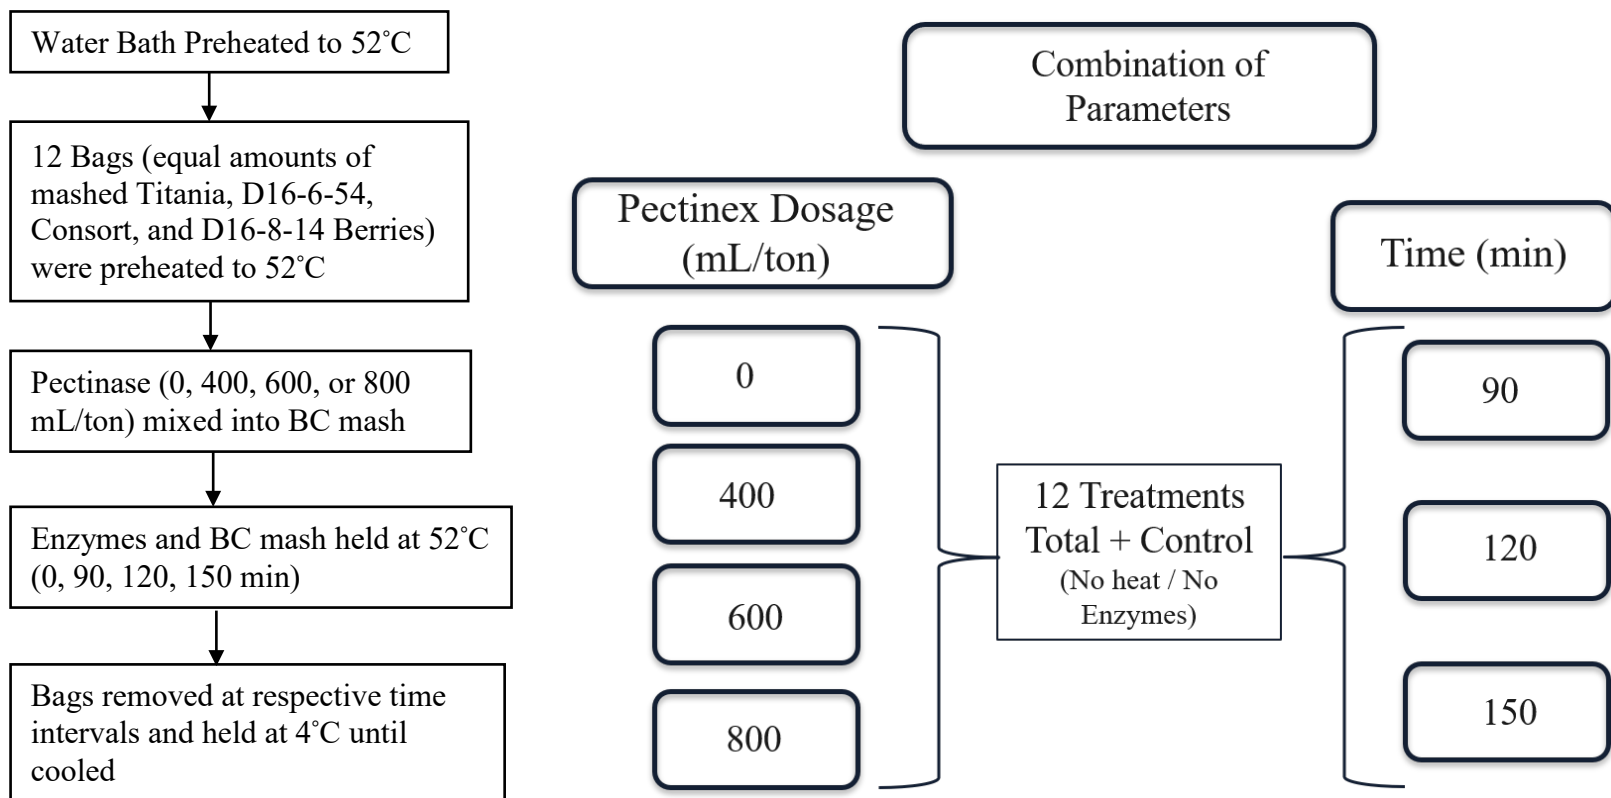 Water Bath Preheated to 52˚C
12 Bags (equal amounts of
mashed Titania, D16-6-54,
Consort, and D16-8-14 Berries)
were preheated to 52˚C
Pectinase (0, 400, 600, or 800
mL/ton) mixed into BC mash
Enzymes and BC mash held at 52˚C
(0, 90, 120, 150 min)
Bags removed at respective time
intervals and held at 4˚C until
cooled
Combination of
Parameters
Pectinex Dosage
(mL/ton)
0
400
600
800
12 Treatments
Total + Control
(No heat / No
Enzymes)
Time (min)
90
120
150